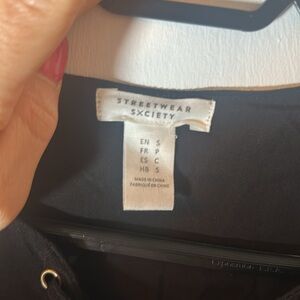 STREETWEAR
SXCIETY
EN S
FR P
ES C
HB S
MADE IN CHINA
FABRIQUÉ EN CHINE